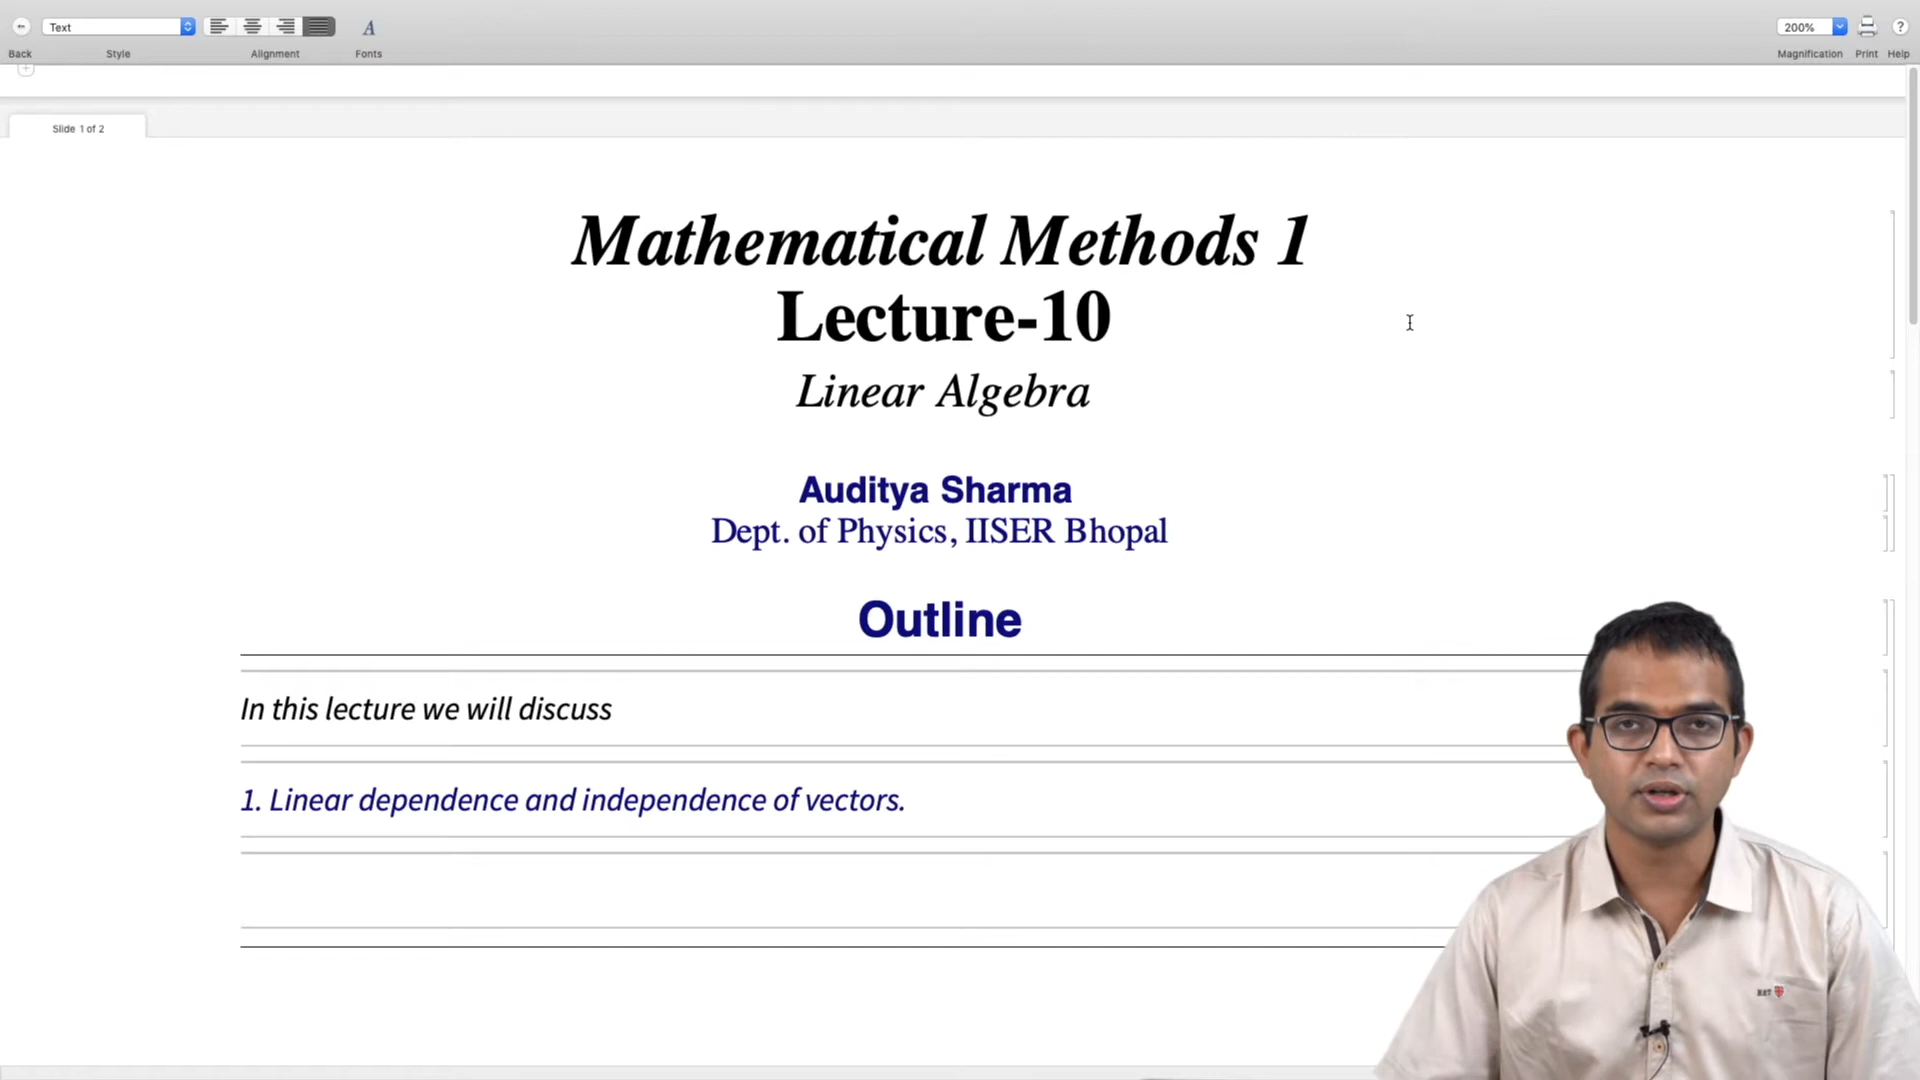 Text
200%
Back
Style
Alignment
Fonts
Magnification
Print
Help
Slide 1 of 2
Mathematical Methods 1
Lecture-10
Linear Algebra
Auditya Sharma
Dept. of Physics, IISER Bhopal
Outline
In this lecture we will discuss
1. Linear dependence and independence of vectors.